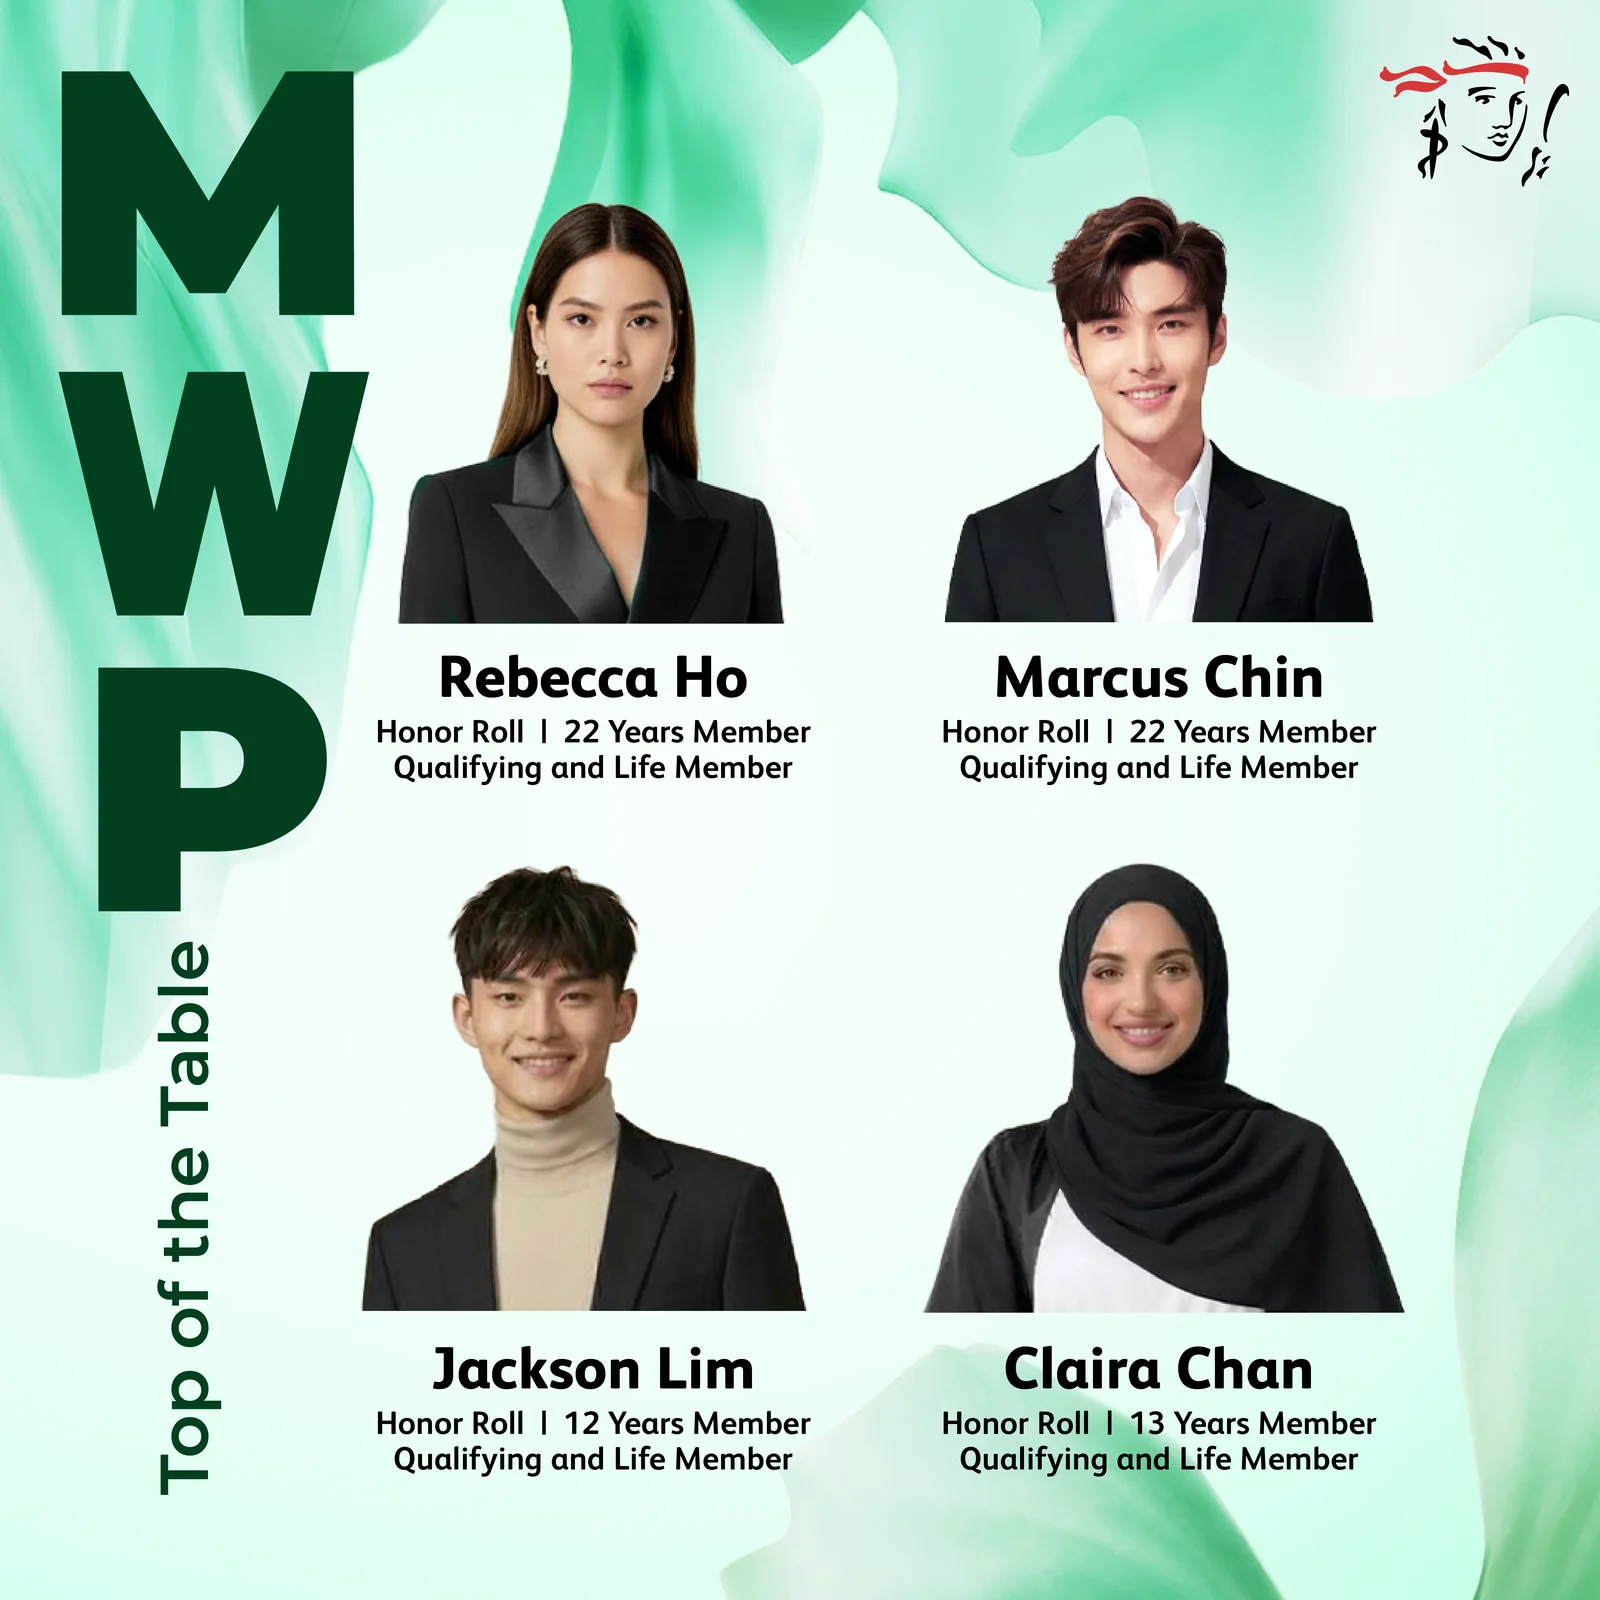 MWP
Top of the Table
Rebecca Ho
Honor Roll | 22 Years Member
Qualifying and Life Member
Marcus Chin
Honor Roll | 22 Years Member
Qualifying and Life Member
Jackson Lim
Honor Roll | 12 Years Member
Qualifying and Life Member
Claira Chan
Honor Roll | 13 Years Member
Qualifying and Life Member